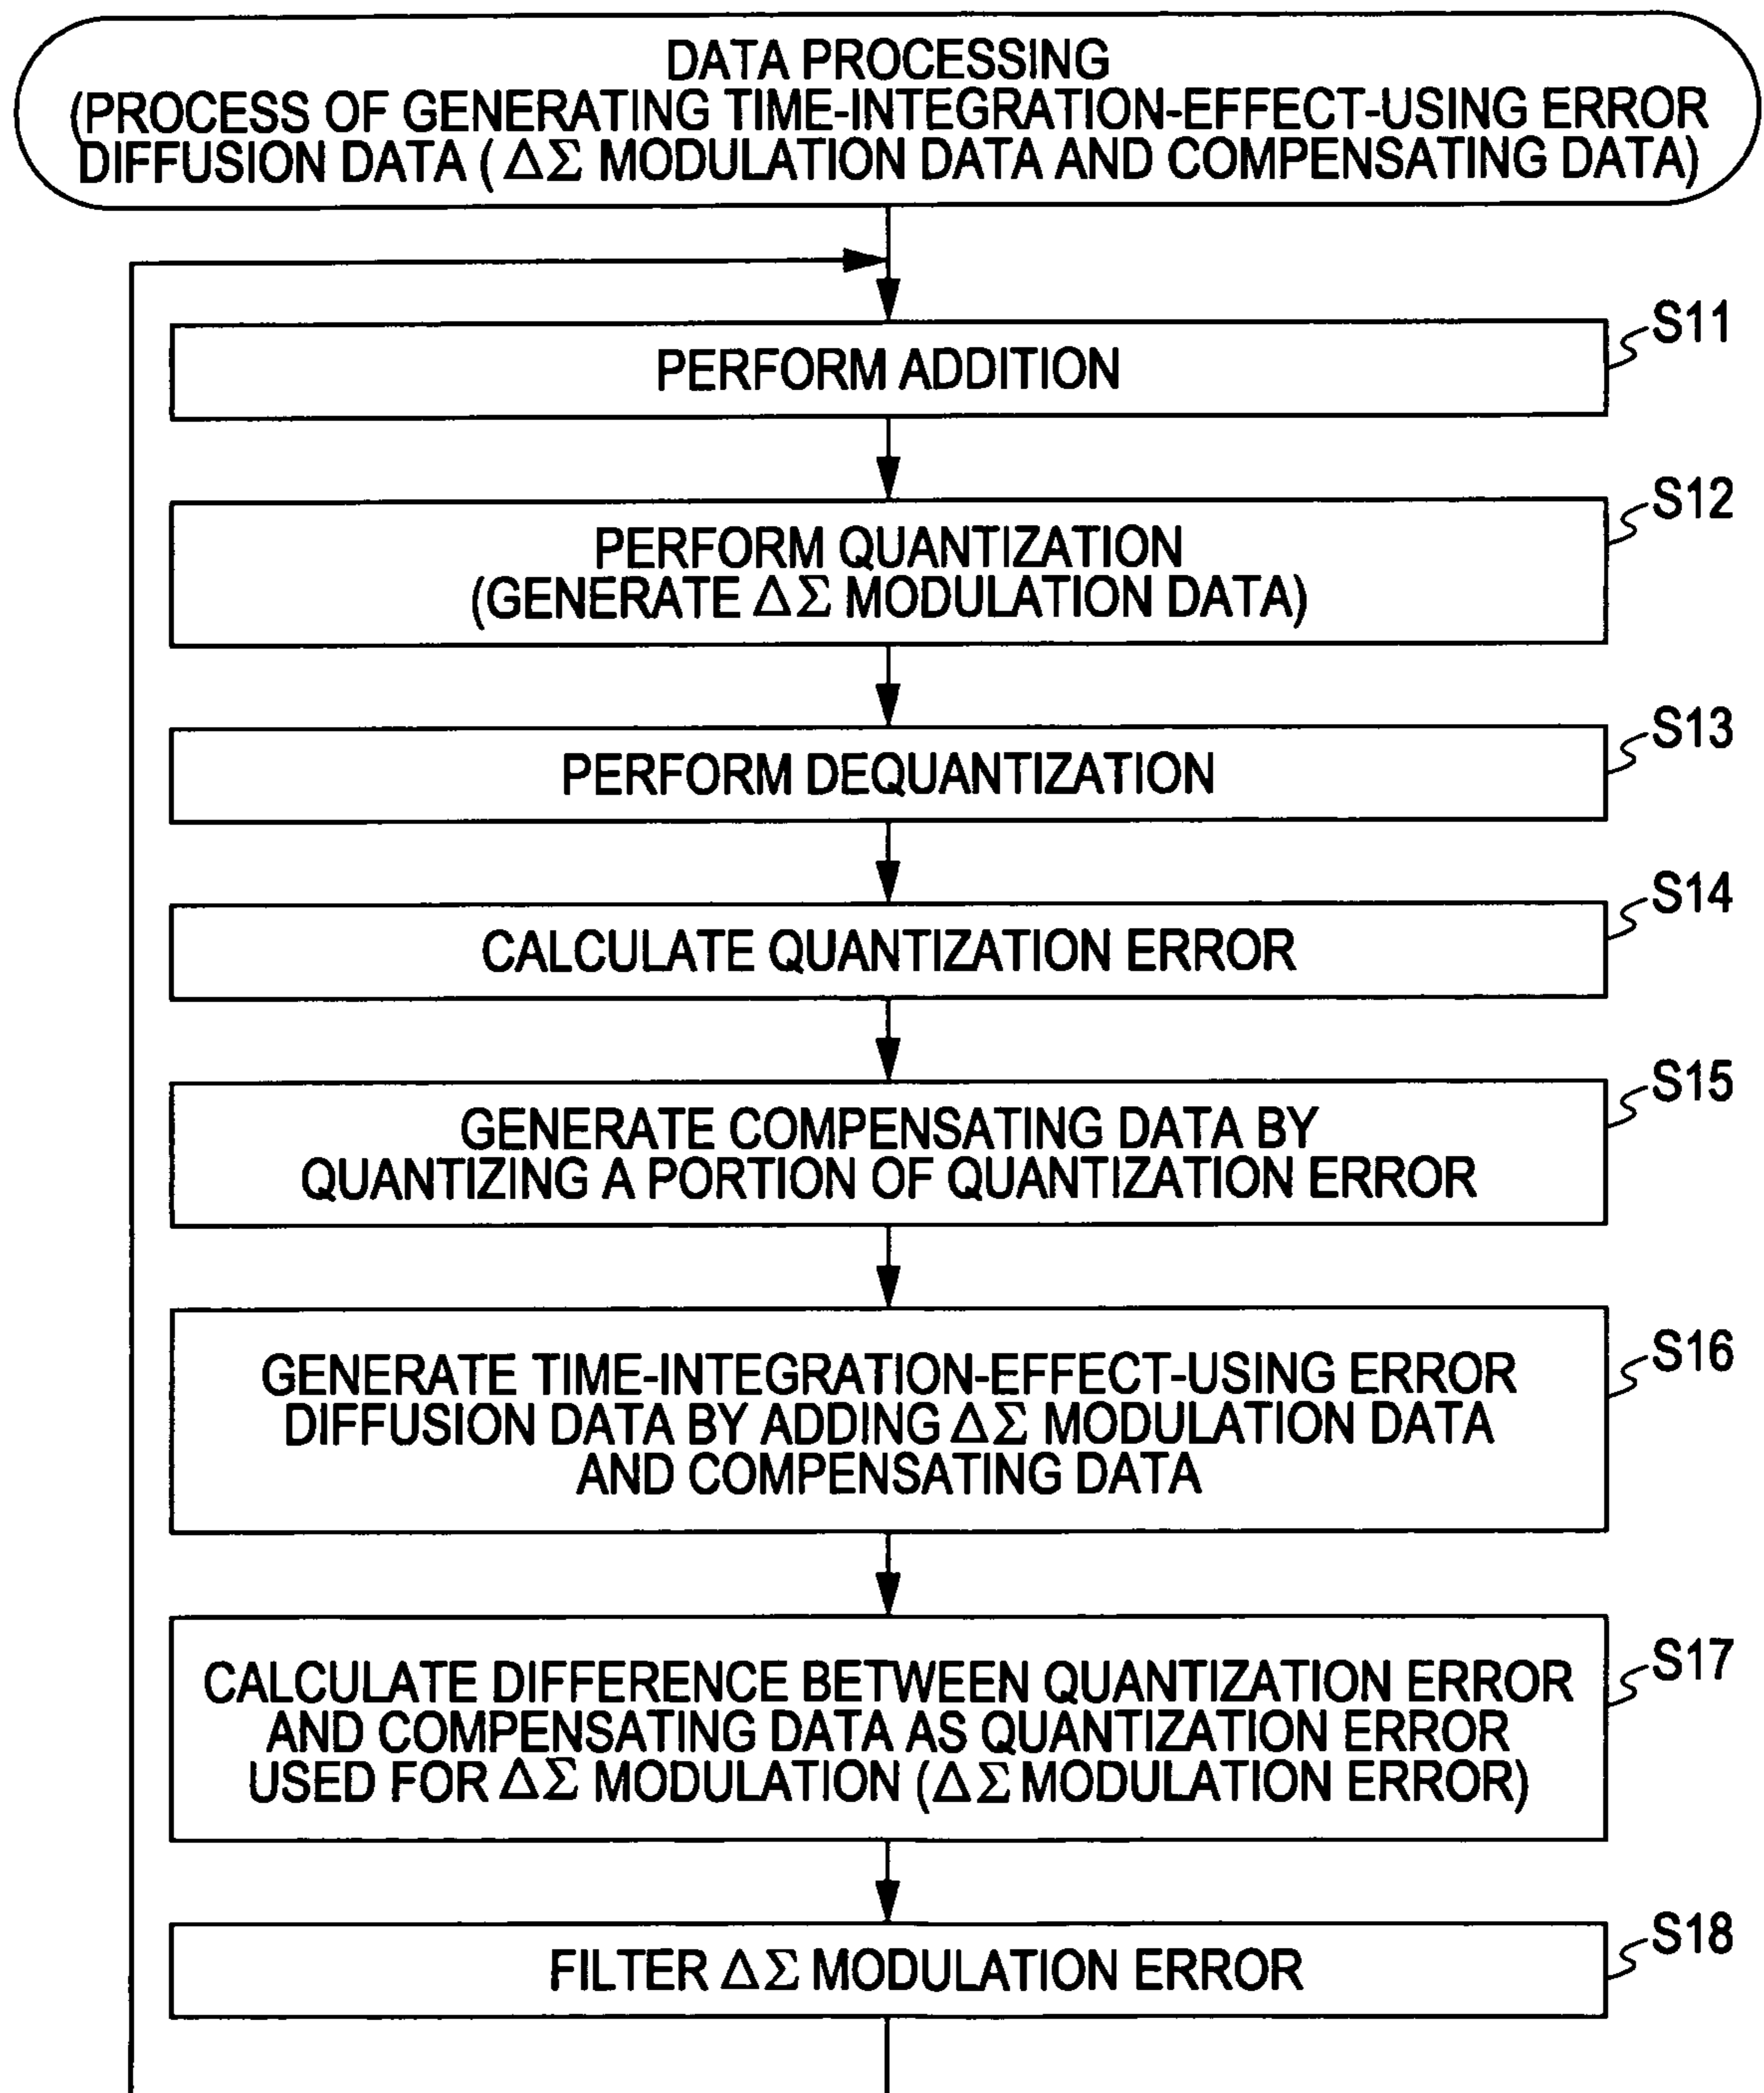 DATA PROCESSING
(PROCESS OF GENERATING TIME-INTEGRATION-EFFECT-USING ERROR
DIFFUSION DATA (ΔΣ MODULATION DATA AND COMPENSATING DATA)
S11
PERFORM ADDITION
S12
PERFORM QUANTIZATION
(GENERATE ΔΣ MODULATION DATA)
S13
PERFORM DEQUANTIZATION
S14
CALCULATE QUANTIZATION ERROR
S15
GENERATE COMPENSATING DATA BY
QUANTIZING A PORTION OF QUANTIZATION ERROR
S16
GENERATE TIME-INTEGRATION-EFFECT-USING ERROR
DIFFUSION DATA BY ADDING ΔΣ MODULATION DATA
AND COMPENSATING DATA
S17
CALCULATE DIFFERENCE BETWEEN QUANTIZATION ERROR
AND COMPENSATING DATA AS QUANTIZATION ERROR
USED FOR ΔΣ MODULATION (ΔΣ MODULATION ERROR)
S18
FILTER ΔΣ MODULATION ERROR